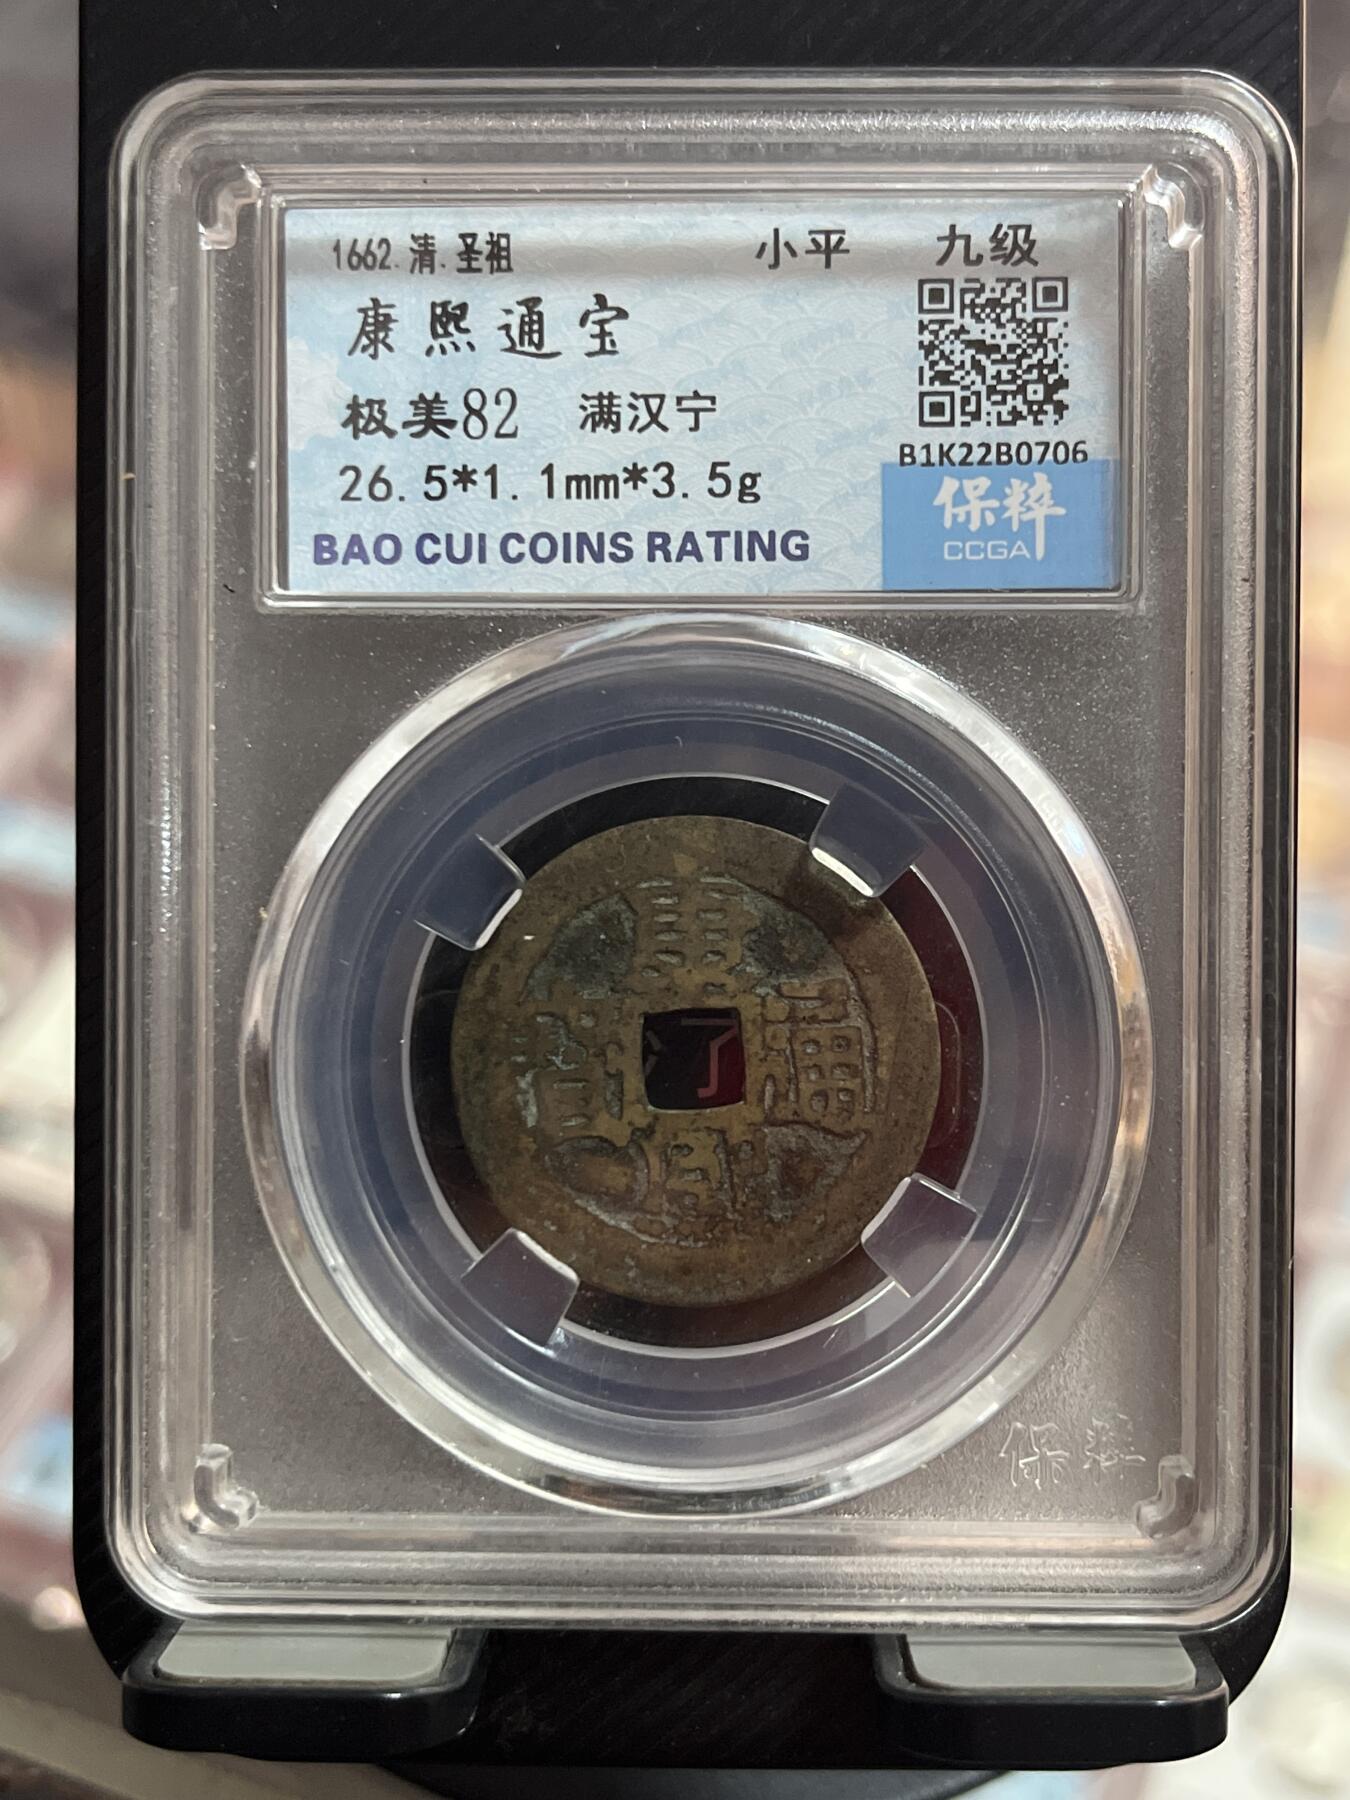 1662.清.圣祖 小平 九级
康熙通宝
极美82 满汉宁
B1K22B0706
26.5*1.1mm*3.5g
保粹
CCGA
BAO CUI COINS RATING
康
寶 通
熙
保粹